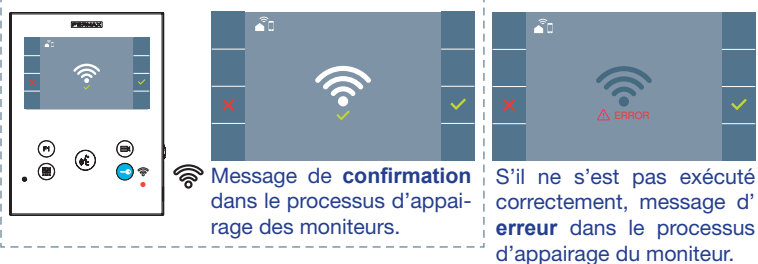 FERMAX
P1
Message de confirmation
dans le processus d'appai-
rage des moniteurs.
ERROR
S'il ne s'est pas exécuté
correctement, message d'
erreur dans le processus
d'appairage du moniteur.